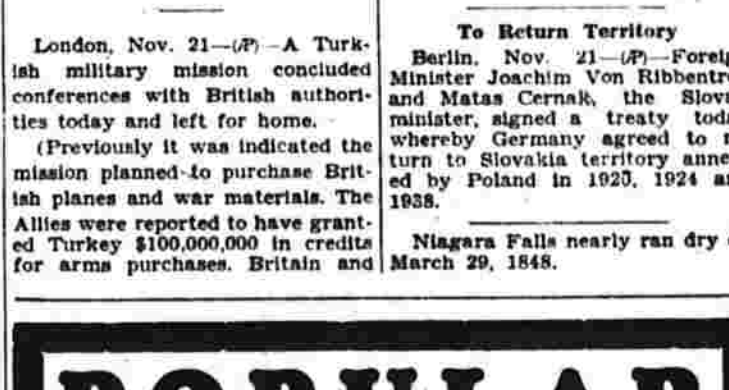 London, Nov. 21—(AP)—A Turk-
ish military mission concluded
conferences with British authori-
ties today and left for home.
(Previously it was indicated the
mission planned to purchase Brit-
ish planes and war materials. The
Allies were reported to have grant-
ed Turkey $100,000,000 in credits
for arms purchases. Britain and
To Return Territory
Berlin, Nov. 21—(AP)—Foreig
Minister Joachim Von Ribbentr
and Matas Cernak, the Slova
minister, signed a treaty toda
whereby Germany agreed to r
turn to Slovakia territory annex
ed by Poland in 1920, 1924 a
1938.
Niagara Falls nearly ran dry
March 29, 1848.
POPULAR